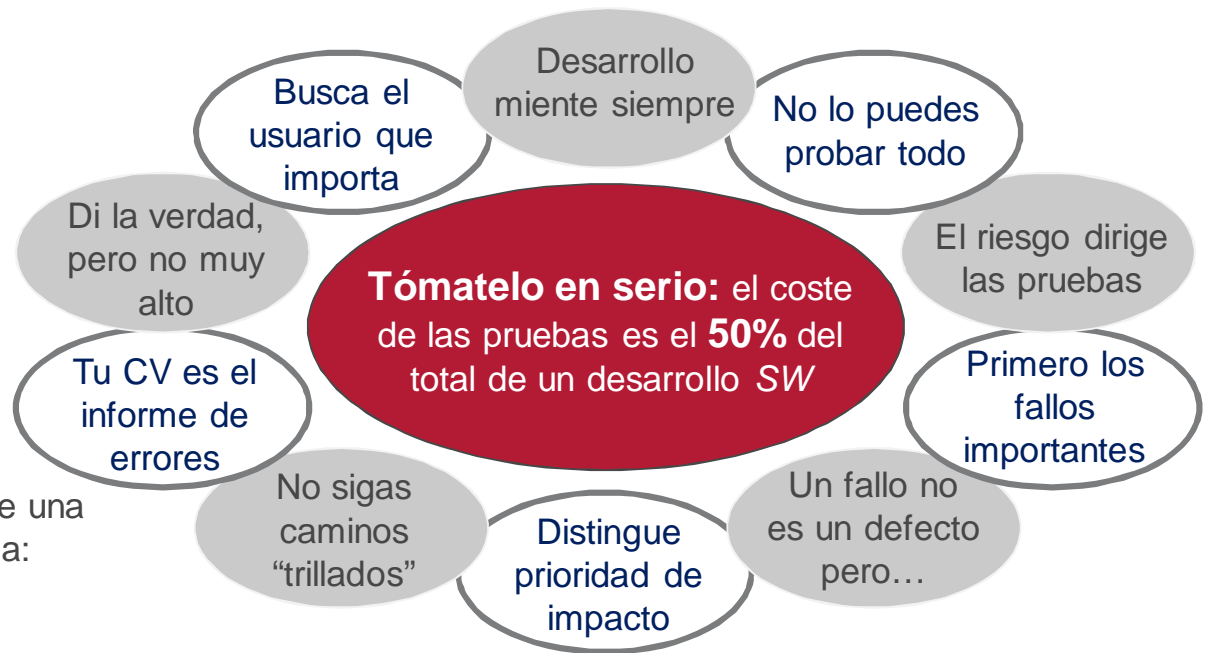 Desarrollo
miente siempre
Busca el
usuario que
importa
No lo puedes
probar todo
Di la verdad,
pero no muy
alto
El riesgo dirige
las pruebas
Tómatelo en serio: el coste
de las pruebas es el 50% del
total de un desarrollo SW
Tu CV es el
informe de
errores
Primero los
fallos
importantes
No sigas
caminos
“trillados”
Un fallo no
es un defecto
pero…
Distingue
prioridad de
impacto
e una
a: